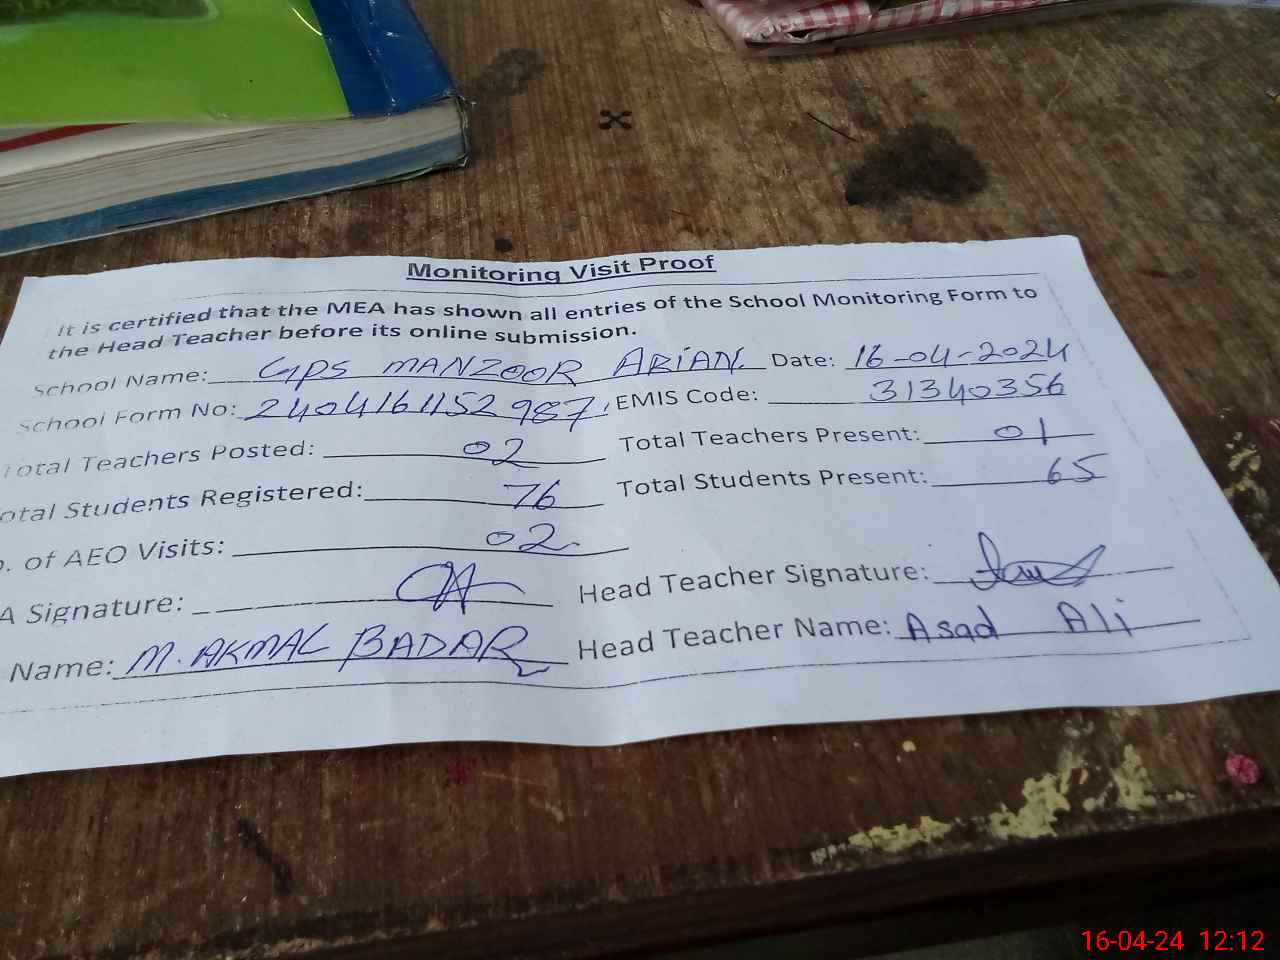 Monitoring Visit Proof
It is certified that the MEA has shown all entries of the School Monitoring Form to
the Head Teacher before its online submission.
School Name: GPS MANZOOR ARIAN. Date: 16-04-2024
School Form No: 2404161152987, EMIS Code: 31340356
Total Teachers Posted: 02 Total Teachers Present: 01
otal Students Registered: 76 Total Students Present: 65
o. of AEO Visits: 02
A Signature: Head Teacher Signature:
Name: M. AKMAL BADAR Head Teacher Name: Asad Ali
16-04-24 12:12